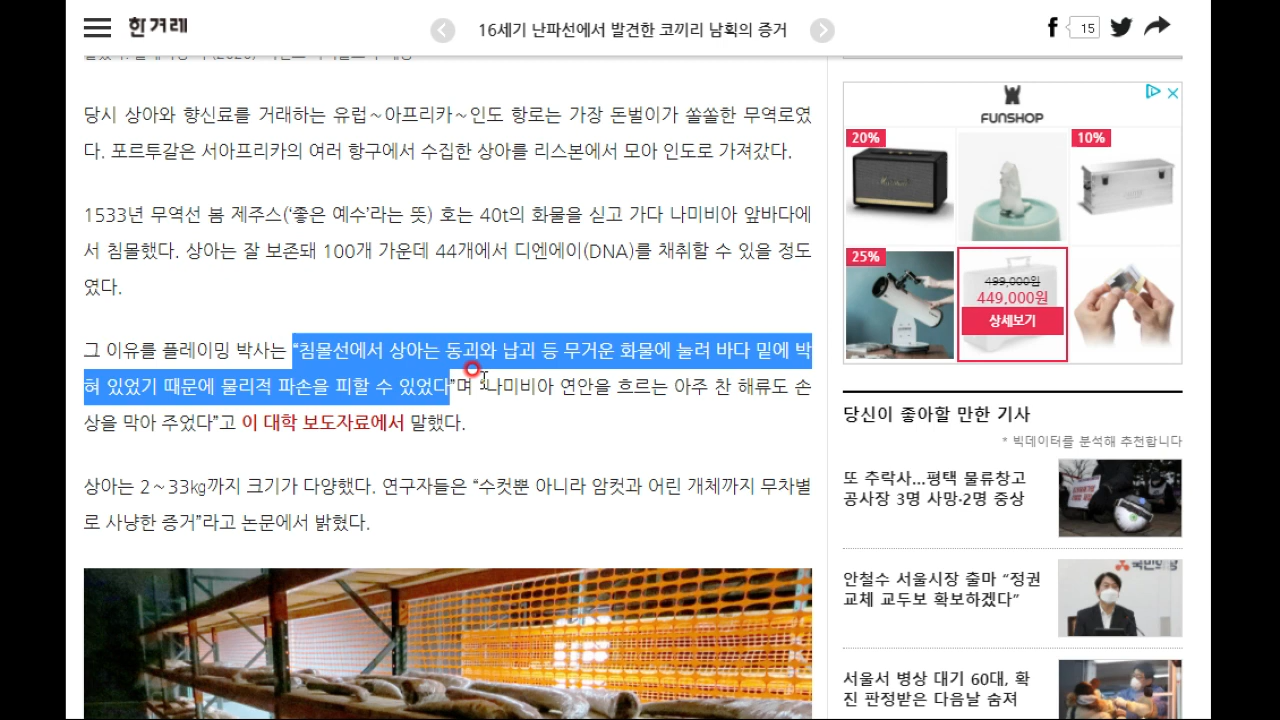 한겨레
16세기 난파선에서 발견한 코끼리 남획의 증거
15
당시 상아와 향신료를 거래하는 유럽~아프리카~인도 항로는 가장 돈벌이가 쏠쏠한 무역로였
다. 포르투갈은 서아프리카의 여러 항구에서 수집한 상아를 리스본에서 모아 인도로 가져갔다.
1533년 무역선 봄 제주스(‘좋은 예수’라는 뜻) 호는 40t의 화물을 싣고 가다 나미비아 앞바다에
서 침몰했다. 상아는 잘 보존돼 100개 가운데 44개에서 디엔에이(DNA)를 채취할 수 있을 정도
였다.
그 이유를 플레이밍 박사는 “침몰선에서 상아는 동괴와 납괴 등 무거운 화물에 눌려 바다 밑에 박
혀 있었기 때문에 물리적 파손을 피할 수 있었다”며 “나미비아 연안을 흐르는 아주 찬 해류도 손
상을 막아 주었다”고 이 대학 보도자료에서 말했다.
상아는 2~33㎏까지 크기가 다양했다. 연구자들은 “수컷뿐 아니라 암컷과 어린 개체까지 무차별
로 사냥한 증거”라고 논문에서 밝혔다.
FUNSHOP
20%
10%
25%
499,000원
449,000원
상세보기
당신이 좋아할 만한 기사
* 빅데이터를 분석해 추천합니다
또 추락사...평택 물류창고
공사장 3명 사망·2명 중상
안철수 서울시장 출마 “정권
교체 교두보 확보하겠다”
서울서 병상 대기 60대, 확
진 판정받은 다음날 숨져